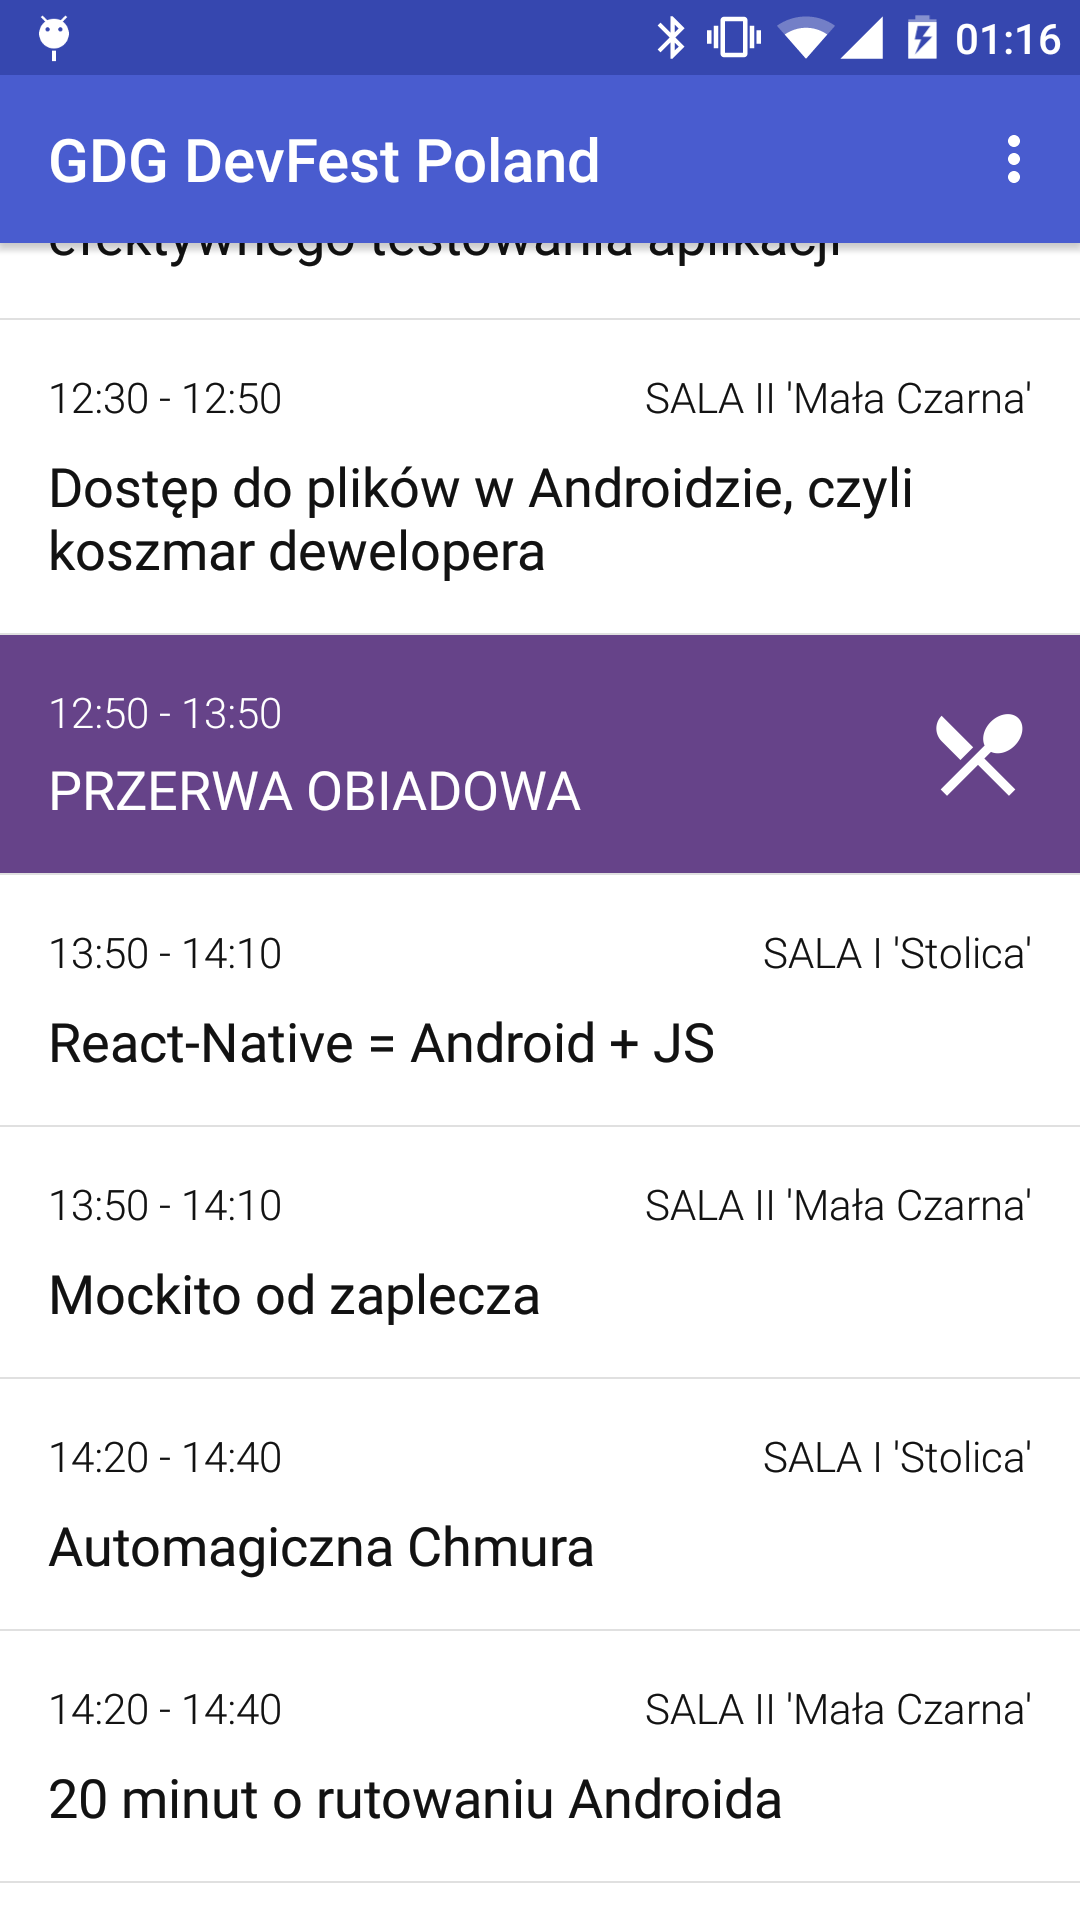 01:16
GDG DevFest Poland
efektywnego testowania aplikacji
12:30 - 12:50
SALA II 'Mała Czarna'
Dostęp do plików w Androidzie, czyli
koszmar dewelopera
12:50 - 13:50
PRZERWA OBIADOWA
13:50 - 14:10
SALA I 'Stolica'
React-Native = Android + JS
13:50 - 14:10
SALA II 'Mała Czarna'
Mockito od zaplecza
14:20 - 14:40
SALA I 'Stolica'
Automagiczna Chmura
14:20 - 14:40
SALA II 'Mała Czarna'
20 minut o rutowaniu Androida